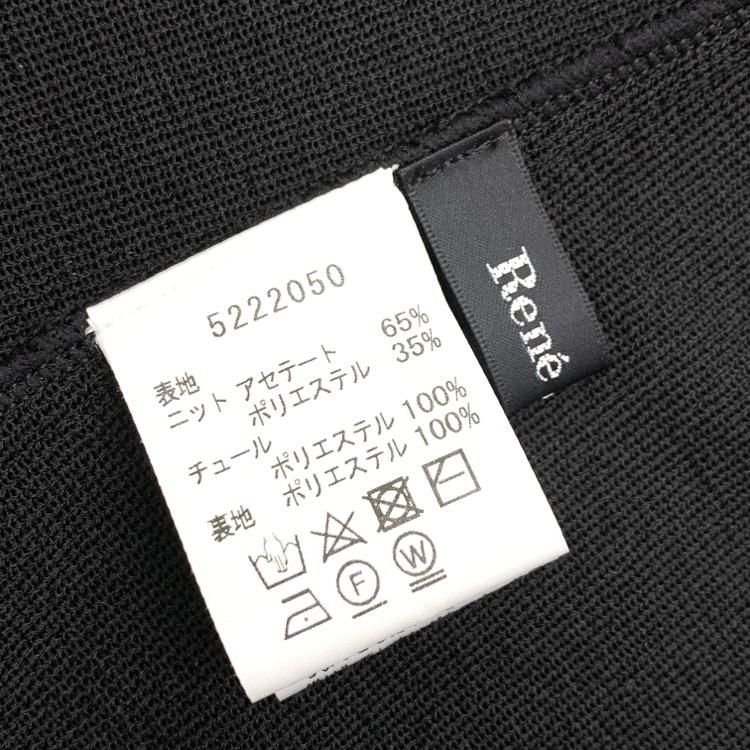 5222050
表地
ニット アセテート 65%
ポリエステル 35%
チュール
ポリエステル 100%
ポリエステル 100%
表地
F
W
René